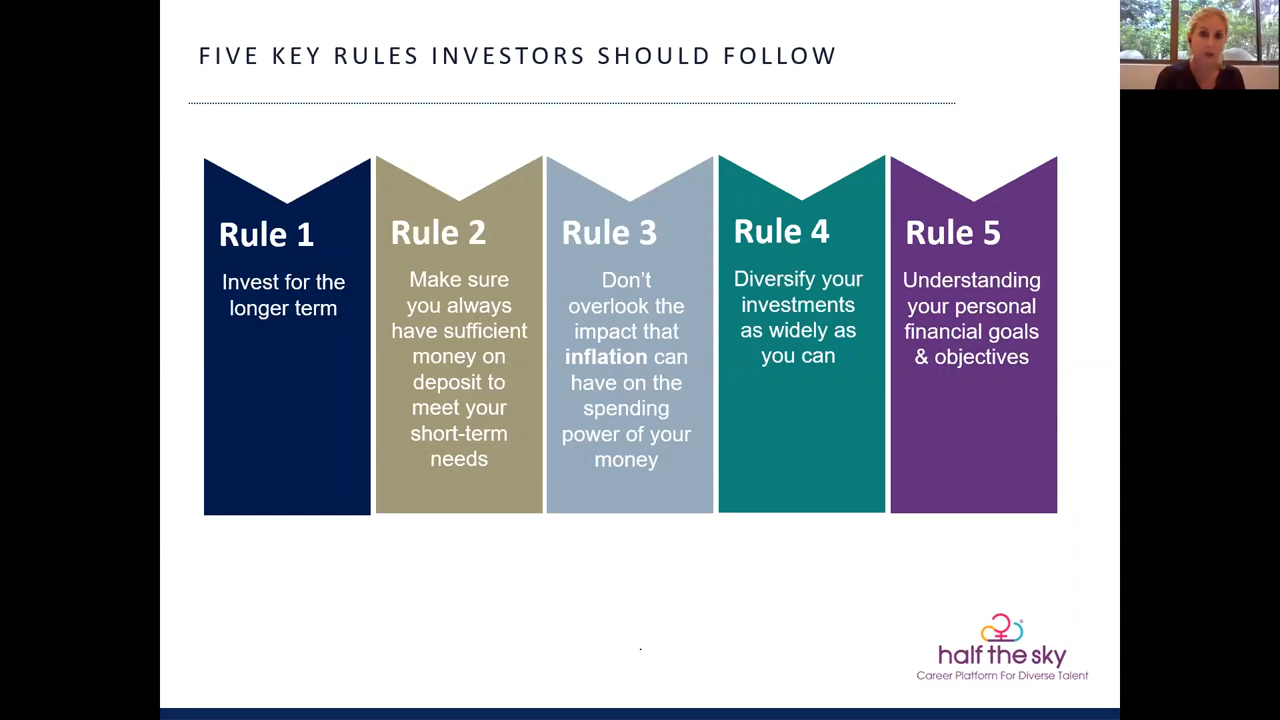 FIVE KEY RULES INVESTORS SHOULD FOLLOW
Rule 1
Invest for the
longer term
Rule 2
Make sure
you always
have sufficient
money on
deposit to
meet your
short-term
needs
Rule 3
Don’t
overlook the
impact that
inflation can
have on the
spending
power of your
money
Rule 4
Diversify your
investments
as widely as
you can
Rule 5
Understanding
your personal
financial goals
& objectives
half the sky
Career Platform For Diverse Talent